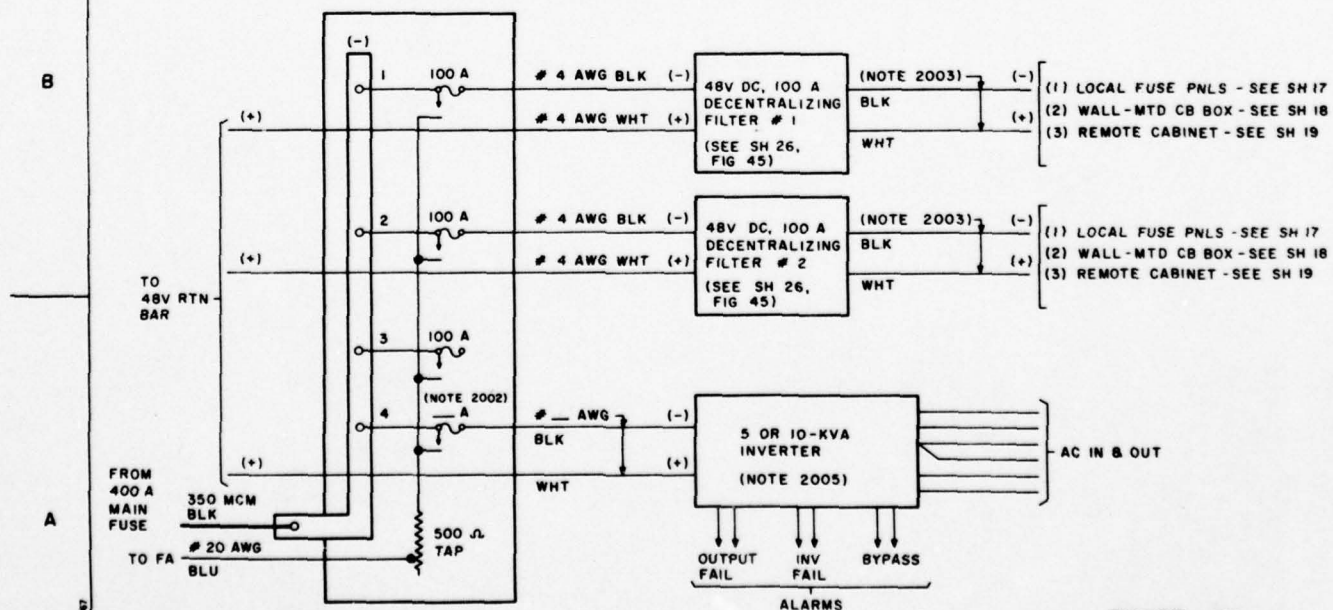 B
(-)
1
100 A
# 4 AWG BLK (-)
(+)
# 4 AWG WHT (+)
48V DC, 100 A
DECENTRALIZING
FILTER # 1
(SEE SH 26,
FIG 45)
(NOTE 2003)
BLK
WHT
(-)
(+)
(1) LOCAL FUSE PNLS - SEE SH 17
(2) WALL-MTD CB BOX - SEE SH 18
(3) REMOTE CABINET - SEE SH 19
2
100 A
# 4 AWG BLK (-)
(+)
# 4 AWG WHT (+)
48V DC, 100 A
DECENTRALIZING
FILTER # 2
(SEE SH 26,
FIG 45)
(NOTE 2003)
BLK
WHT
(-)
(+)
(1) LOCAL FUSE PNLS - SEE SH 17
(2) WALL-MTD CB BOX - SEE SH 18
(3) REMOTE CABINET - SEE SH 19
TO
48V RTN
BAR
3
100 A
(NOTE 2002)
4
__ A
# __ AWG
BLK
(-)
(+)
WHT
(+)
5 OR 10-KVA
INVERTER
(NOTE 2005)
AC IN & OUT
A
FROM
400 A
MAIN
FUSE
350 MCM
BLK
TO FA
# 20 AWG
BLU
500 Ω
TAP
OUTPUT
FAIL
INV
FAIL
BYPASS
ALARMS